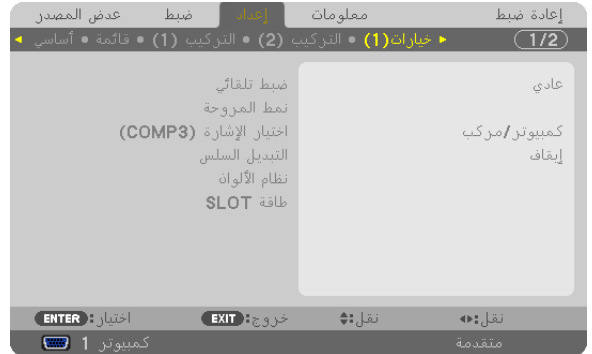 عرض المصدر ضبط إعداد معلومات إعادة ضبط
أساسي • قائمة • التركيب (1) • التركيب (2) • خيارات(1) 1/2
ضبط تلقائي عادي
نمط المروحة
اختيار الإشارة (COMP3) كمبيوتر/مركب
التبديل السلس إيقاف
نظام الألوان
طاقة SLOT
ENTER :اختيار EXIT :خروج نقل: نقل:
كمبيوتر 1 متقدمة